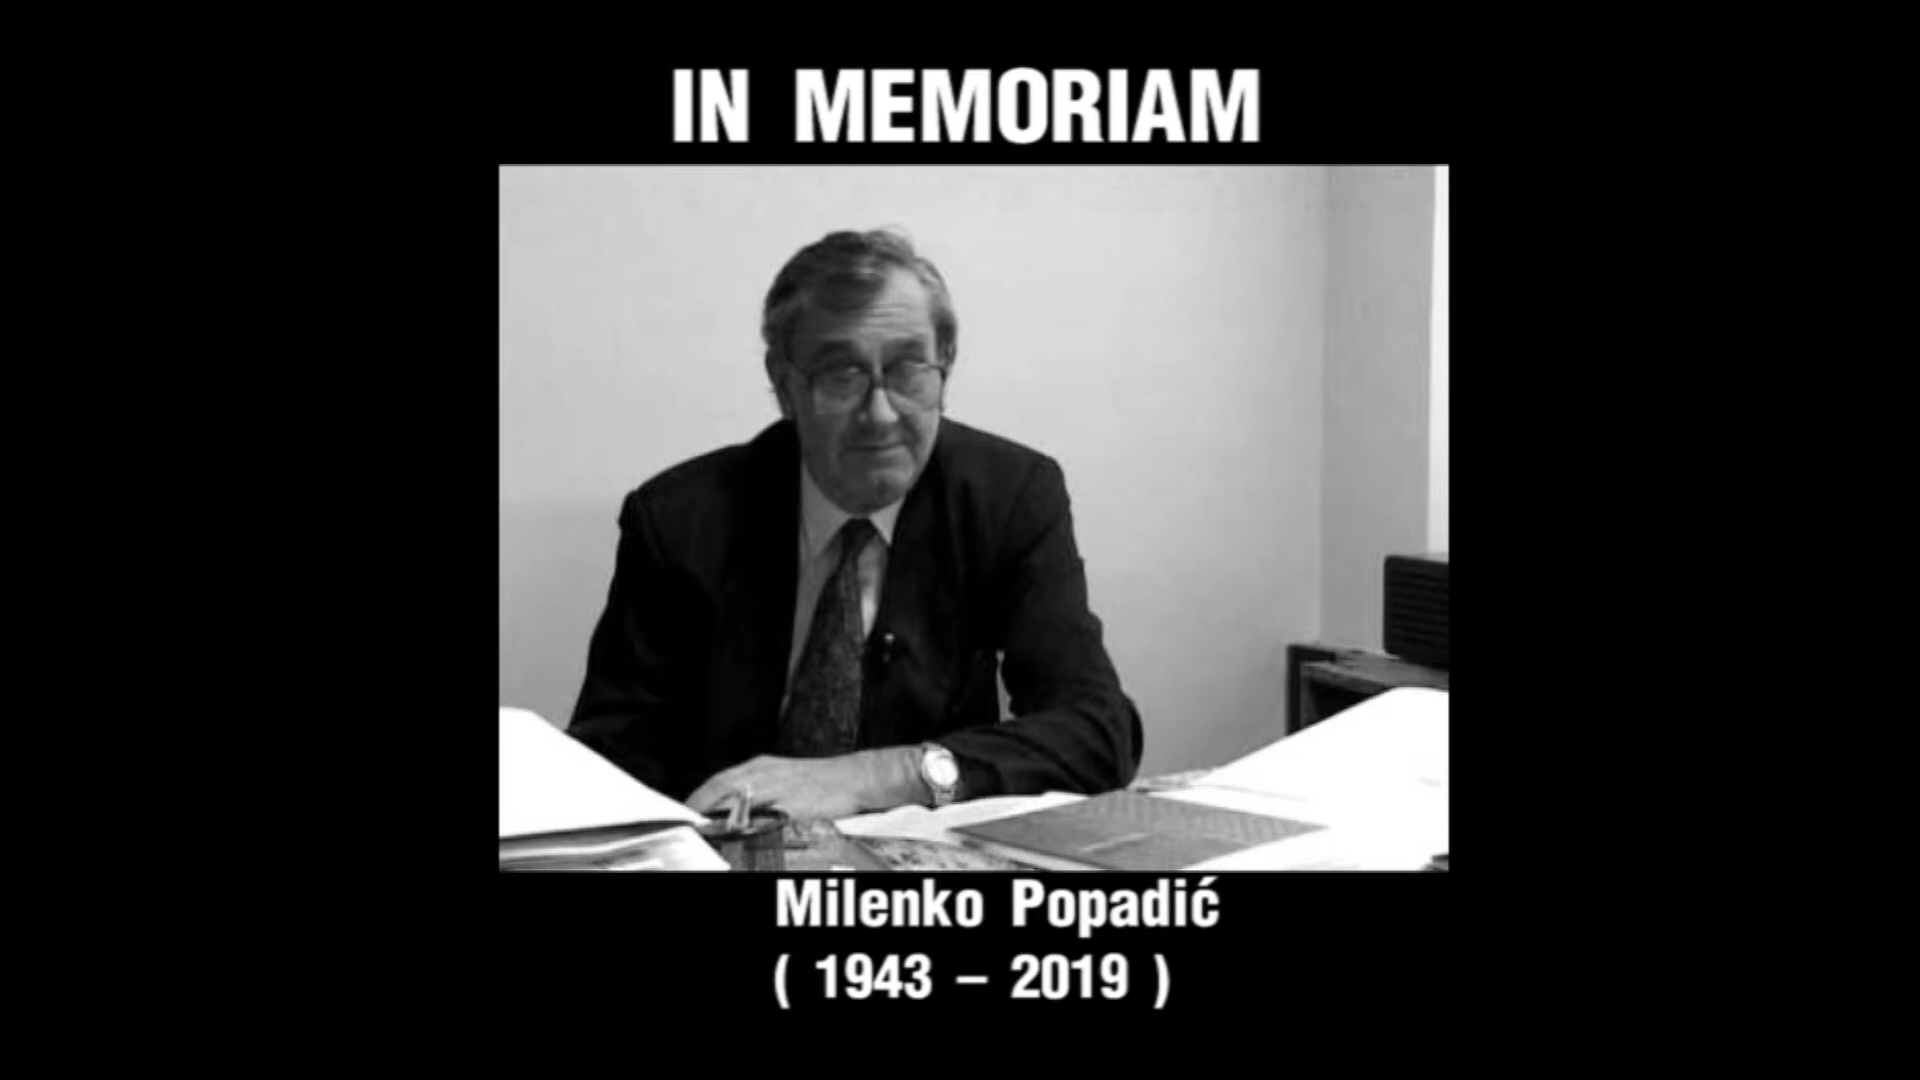 IN MEMORIAM
Milenko Popadić
( 1943 – 2019 )